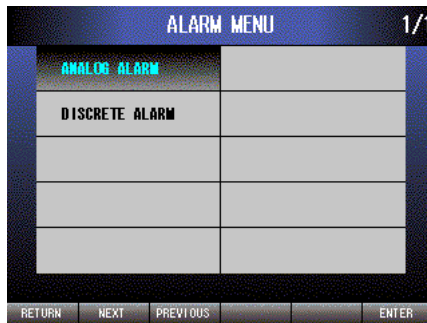 ALARM MENU 1/1
ANALOG ALARM
DISCRETE ALARM
RETURN NEXT PREVIOUS ENTER